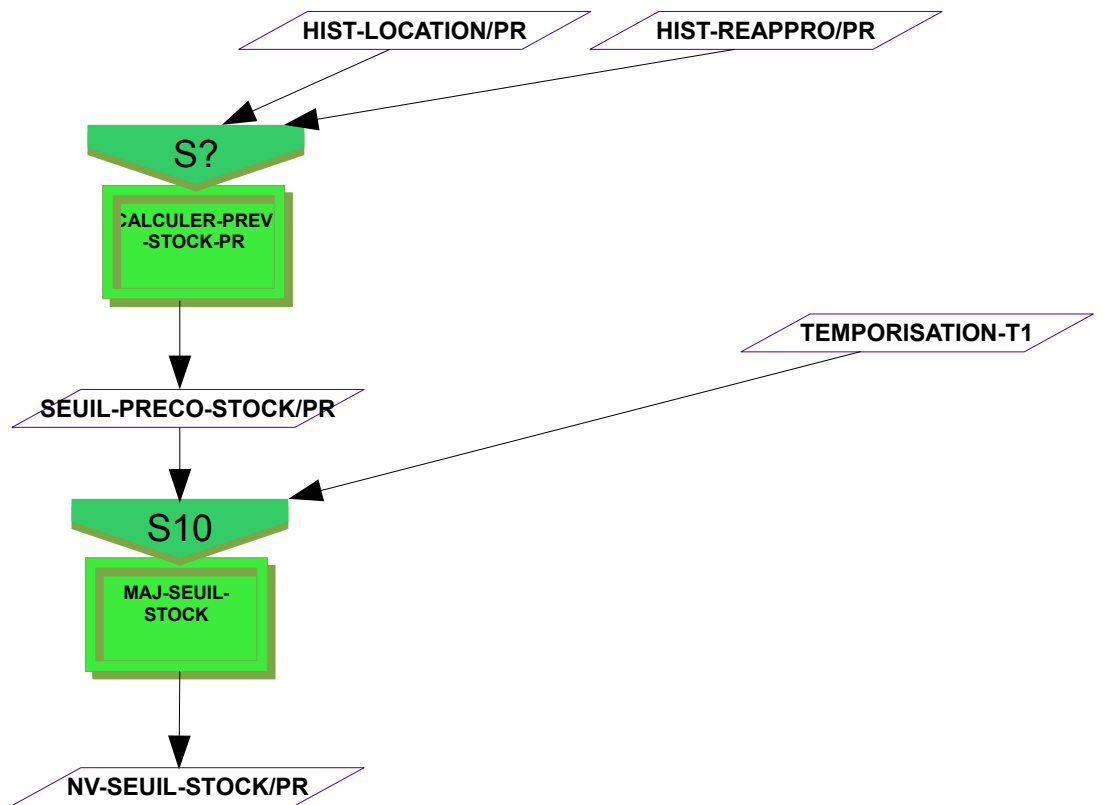 HIST-LOCATION/PR
HIST-REAPPRO/PR
S?
CALCULER-PREV
-STOCK-PR
TEMPORISATION-T1
SEUIL-PRECO-STOCK/PR
S10
MAJ-SEUIL-
STOCK
NV-SEUIL-STOCK/PR